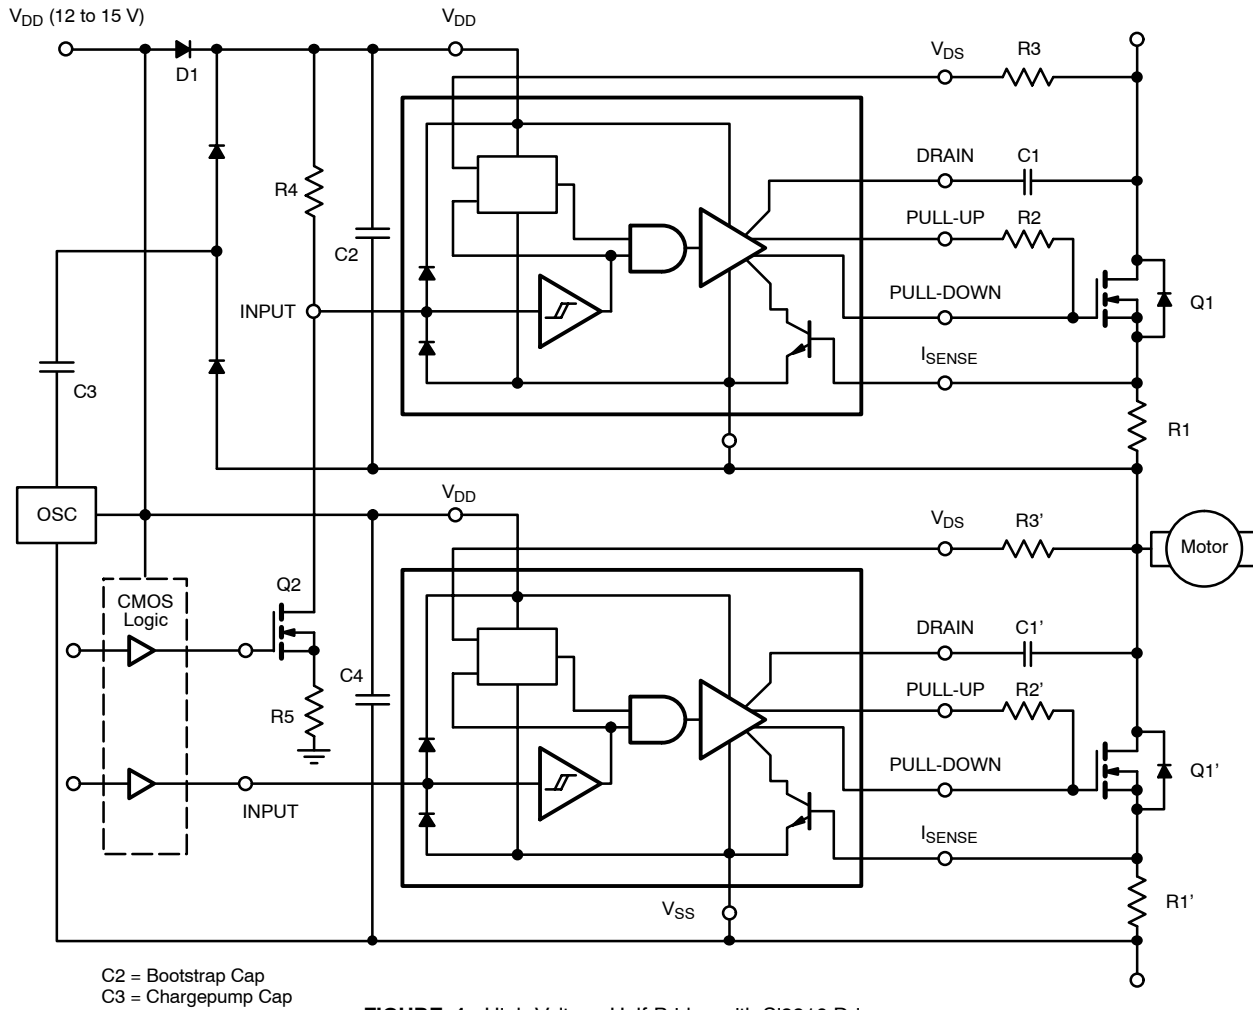 VDD (12 to 15 V)
VDD
D1
VDS
R3
DRAIN
C1
R4
PULL-UP
R2
C2
INPUT
PULL-DOWN
Q1
ISENSE
C3
R1
OSC
VDD
VDS
R3’
Motor
Q2
CMOS
Logic
DRAIN
C1’
C4
PULL-UP
R2’
R5
PULL-DOWN
Q1’
INPUT
ISENSE
VSS
R1’
C2 = Bootstrap Cap
C3 = Chargepump Cap